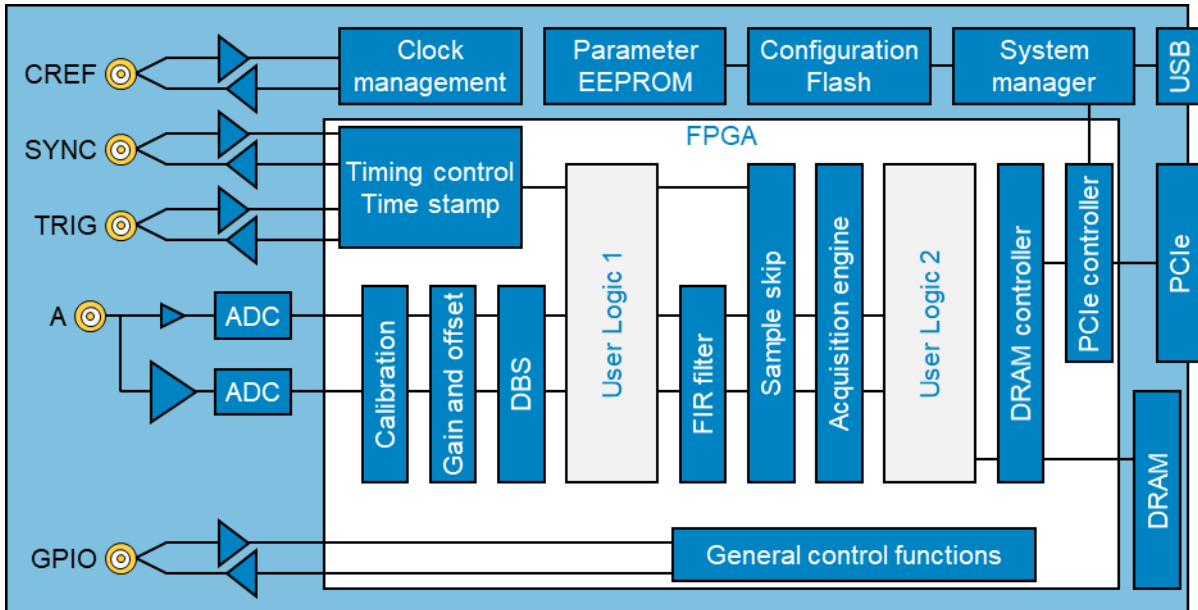 CREF
Clock
management
Parameter
EEPROM
Configuration
Flash
System
manager
USB
SYNC
TRIG
Timing control
Time stamp
FPGA
A
ADC
ADC
Calibration
Gain and offset
DBS
User Logic 1
FIR filter
Sample skip
Acquisition engine
User Logic 2
DRAM controller
PCIe controller
PCIe
DRAM
GPIO
General control functions